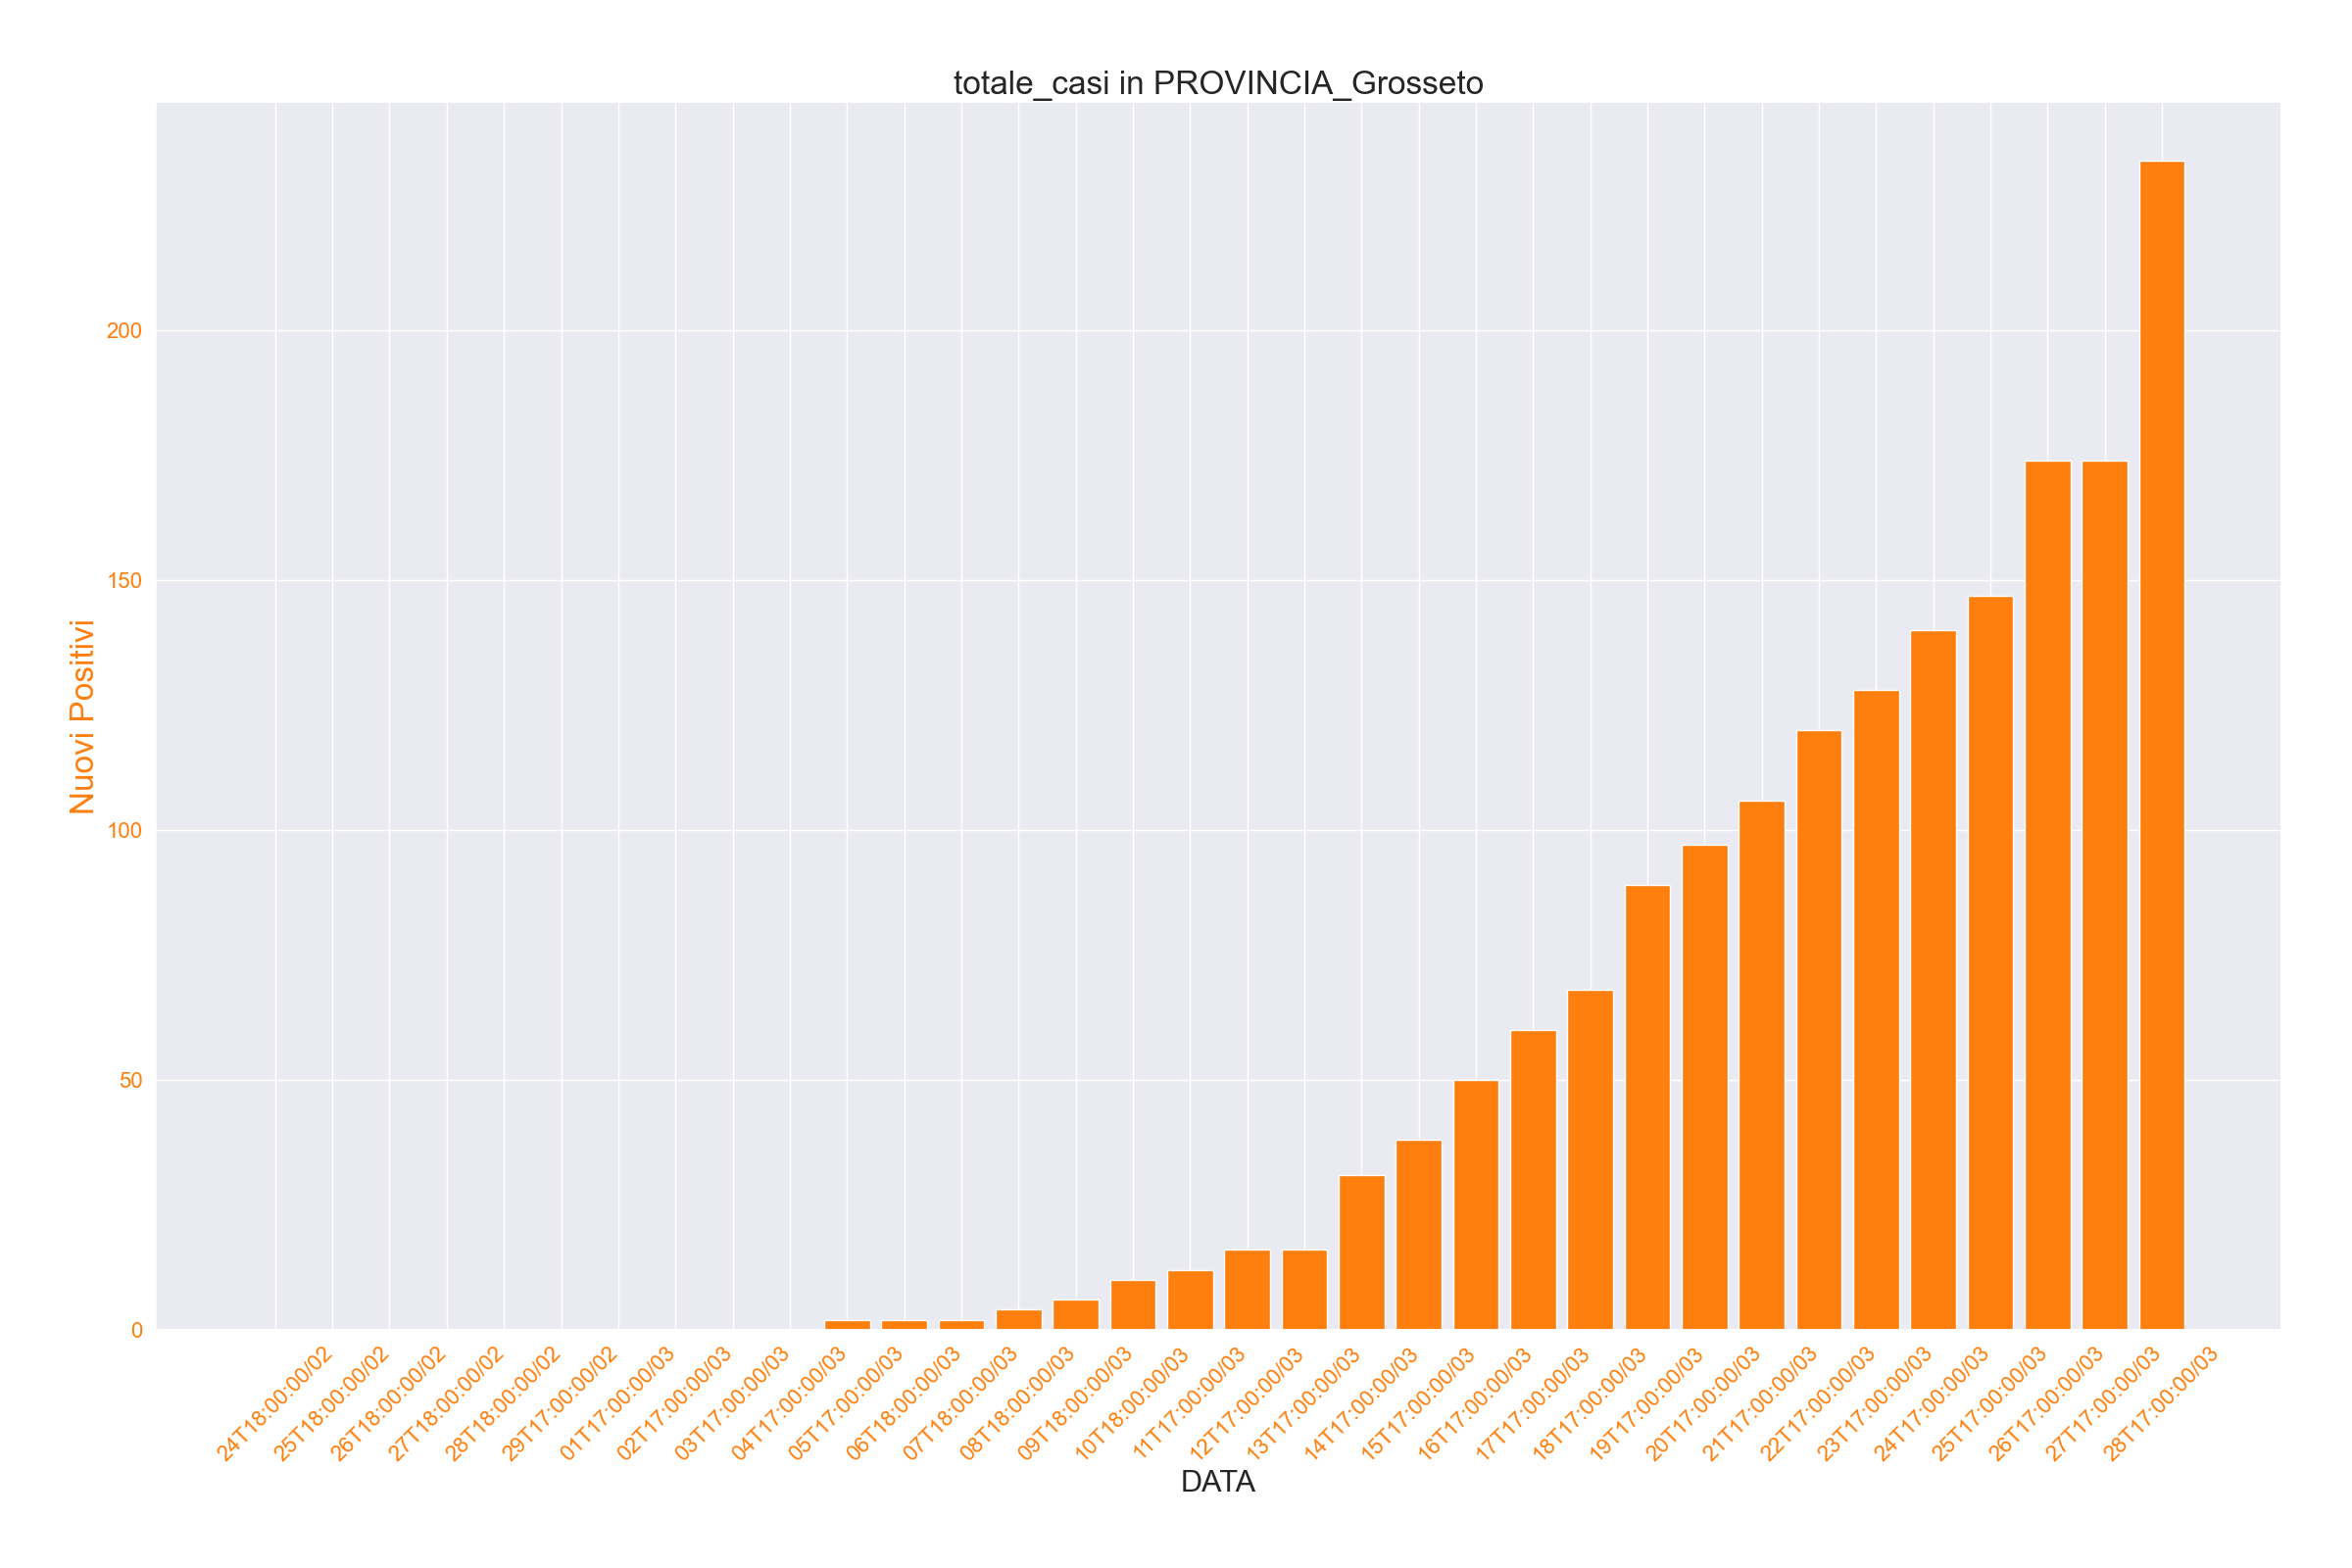 totale_casi in PROVINCIA_Grosseto
Nuovi Positivi
200
150
100
50
0
24T18:00:00/02
25T18:00:00/02
26T18:00:00/02
27T18:00:00/02
28T18:00:00/02
29T17:00:00/02
01T17:00:00/03
02T17:00:00/03
03T17:00:00/03
04T17:00:00/03
05T17:00:00/03
06T18:00:00/03
07T18:00:00/03
08T18:00:00/03
09T18:00:00/03
10T18:00:00/03
11T17:00:00/03
12T17:00:00/03
13T17:00:00/03
14T17:00:00/03
15T17:00:00/03
16T17:00:00/03
17T17:00:00/03
18T17:00:00/03
19T17:00:00/03
20T17:00:00/03
21T17:00:00/03
22T17:00:00/03
23T17:00:00/03
24T17:00:00/03
25T17:00:00/03
26T17:00:00/03
27T17:00:00/03
28T17:00:00/03
DATA